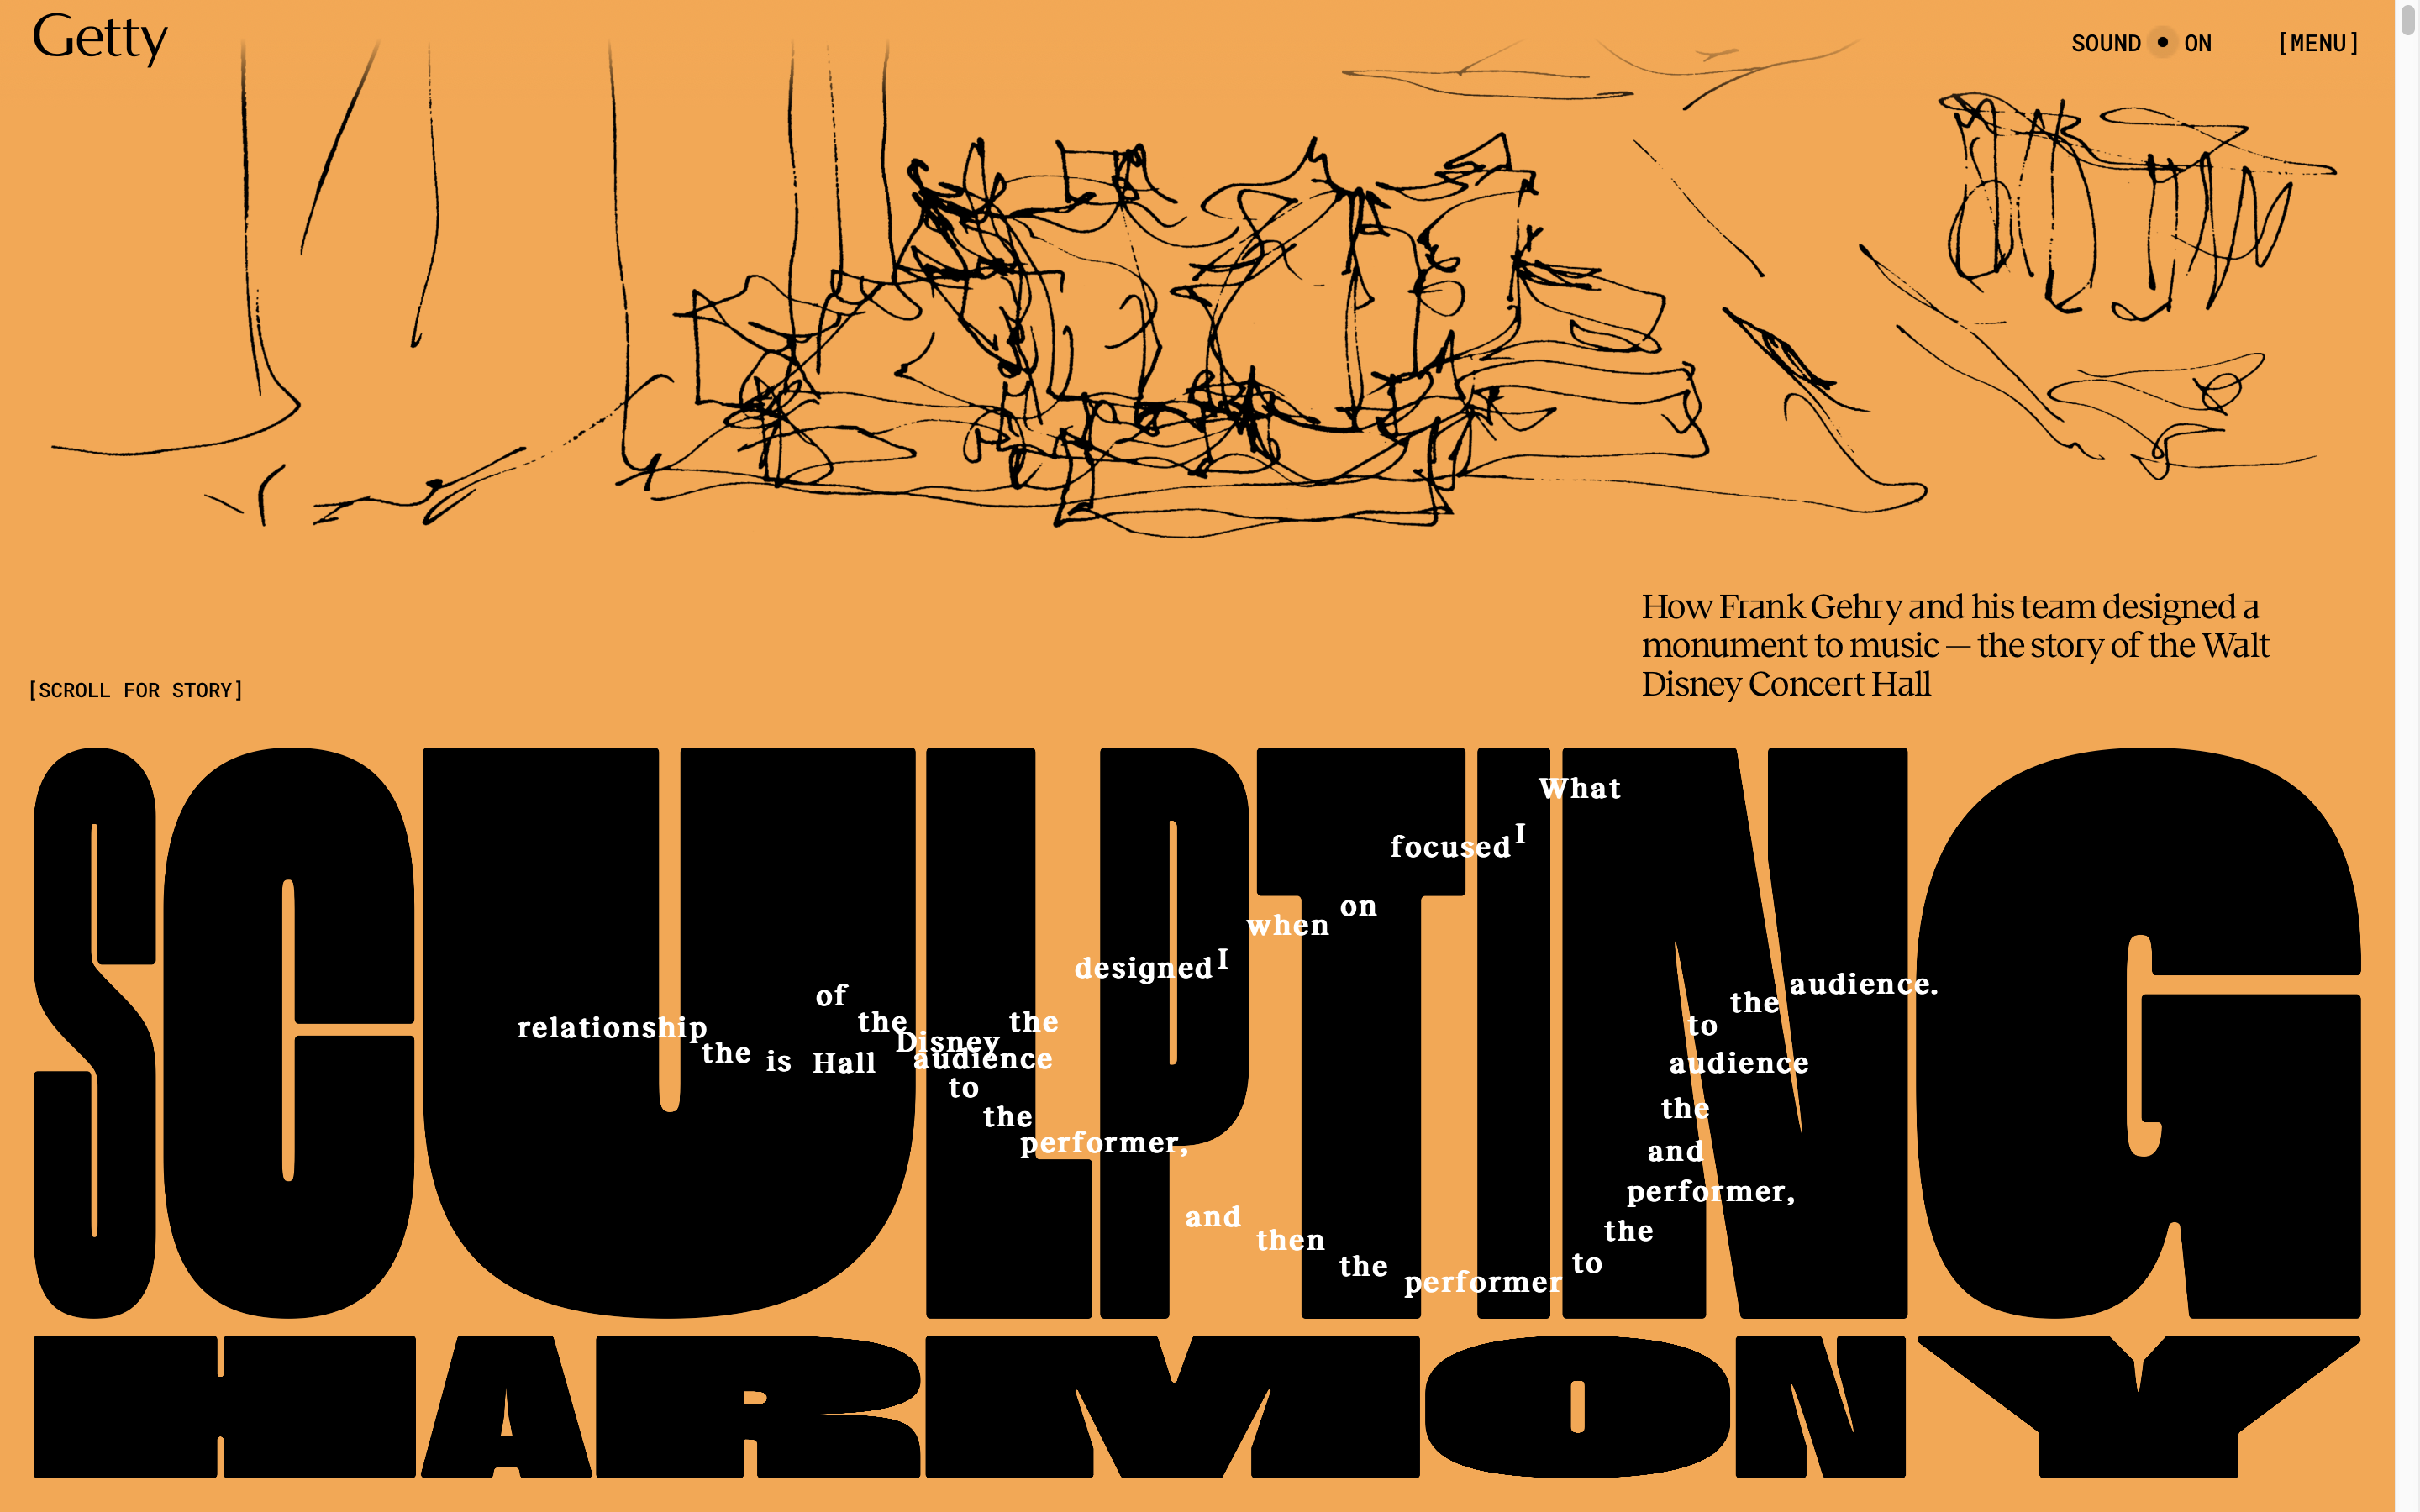 Getty
SOUND ON
[MENU]
How Frank Gehry and his team designed a
monument to music — the story of the Walt
Disney Concert Hall
[SCROLL FOR STORY]
SCULPTING
HARMONY
What I focused on when I designed the Disney Hall is the relationship of the audience to the performer, and then the performer to the performer, and the audience to the audience.